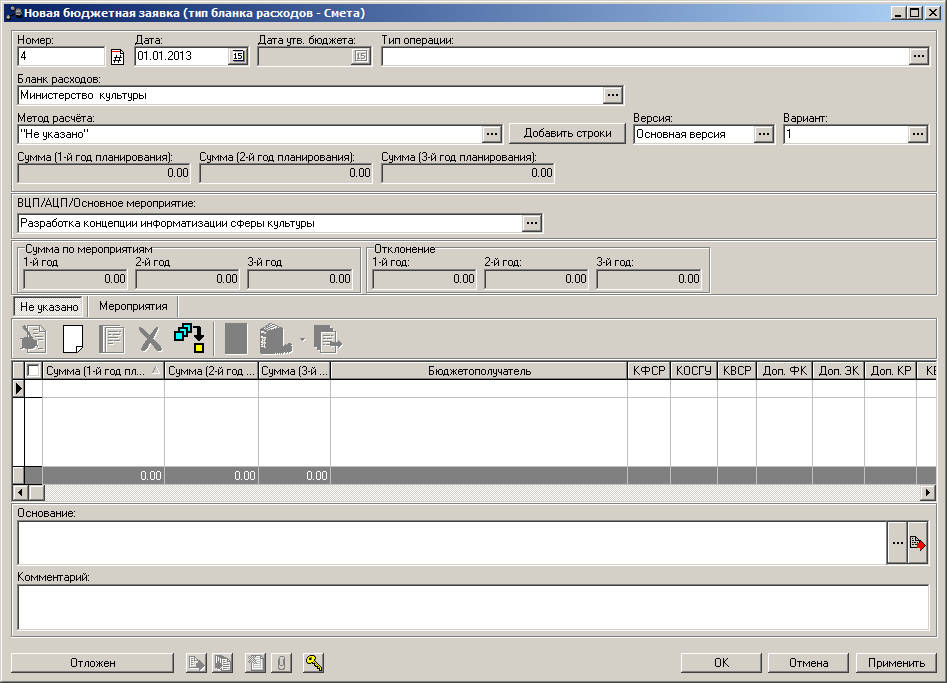 Новая бюджетная заявка (тип бланка расходов - Смета)
Номер: Дата: Дата утв. бюджета: Тип операции:
4 # 01.01.2013 15 15 ...
Бланк расходов:
Министерство культуры ...
Метод расчёта: Версия: Вариант:
"Не указано" ... Добавить строки Основная версия ... 1 ...
Сумма (1-й год планирования): Сумма (2-й год планирования): Сумма (3-й год планирования):
0.00 0.00 0.00
ВЦП/АЦП/Основное мероприятие:
Разработка концепции информатизации сферы культуры ...
Сумма по мероприятиям Отклонение
1-й год 2-й год 3-й год 1-й год: 2-й год: 3-й год:
0.00 0.00 0.00 0.00 0.00 0.00
Не указано Мероприятия
Сумма (1-й год пл... Сумма (2-й год ... Сумма (3-й ... Бюджетополучатель КФСР КОСГУ КВСР Доп. ФК Доп. ЭК Доп. КР
0.00 0.00 0.00
Основание:
...
Комментарий:
Отложен OK Отмена Применить